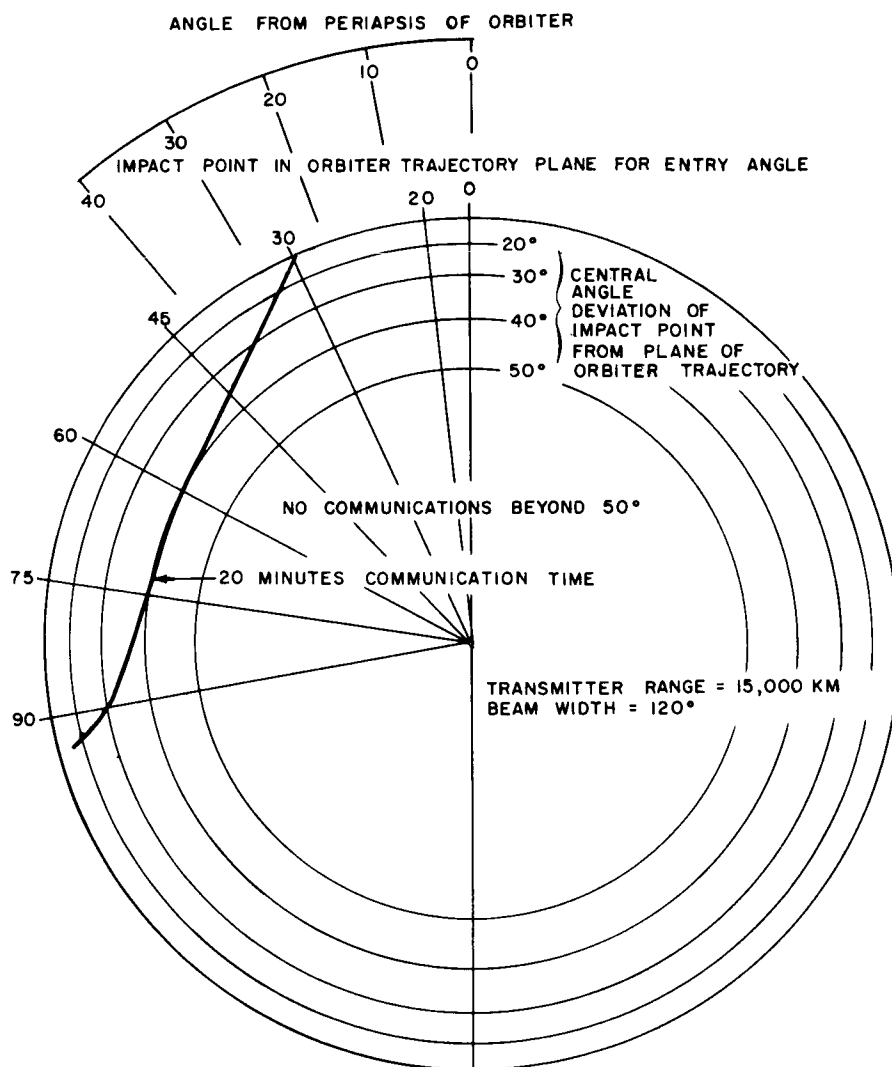 ANGLE FROM PERIAPSIS OF ORBITER
0
10
20
30
40
IMPACT POINT IN ORBITER TRAJECTORY PLANE FOR ENTRY ANGLE
0
20
30
45
60
75
90
20°
30°
40°
50°
CENTRAL
ANGLE
DEVIATION OF
IMPACT POINT
FROM PLANE OF
ORBITER TRAJECTORY
NO COMMUNICATIONS BEYOND 50°
20 MINUTES COMMUNICATION TIME
TRANSMITTER RANGE = 15,000 KM
BEAM WIDTH = 120°